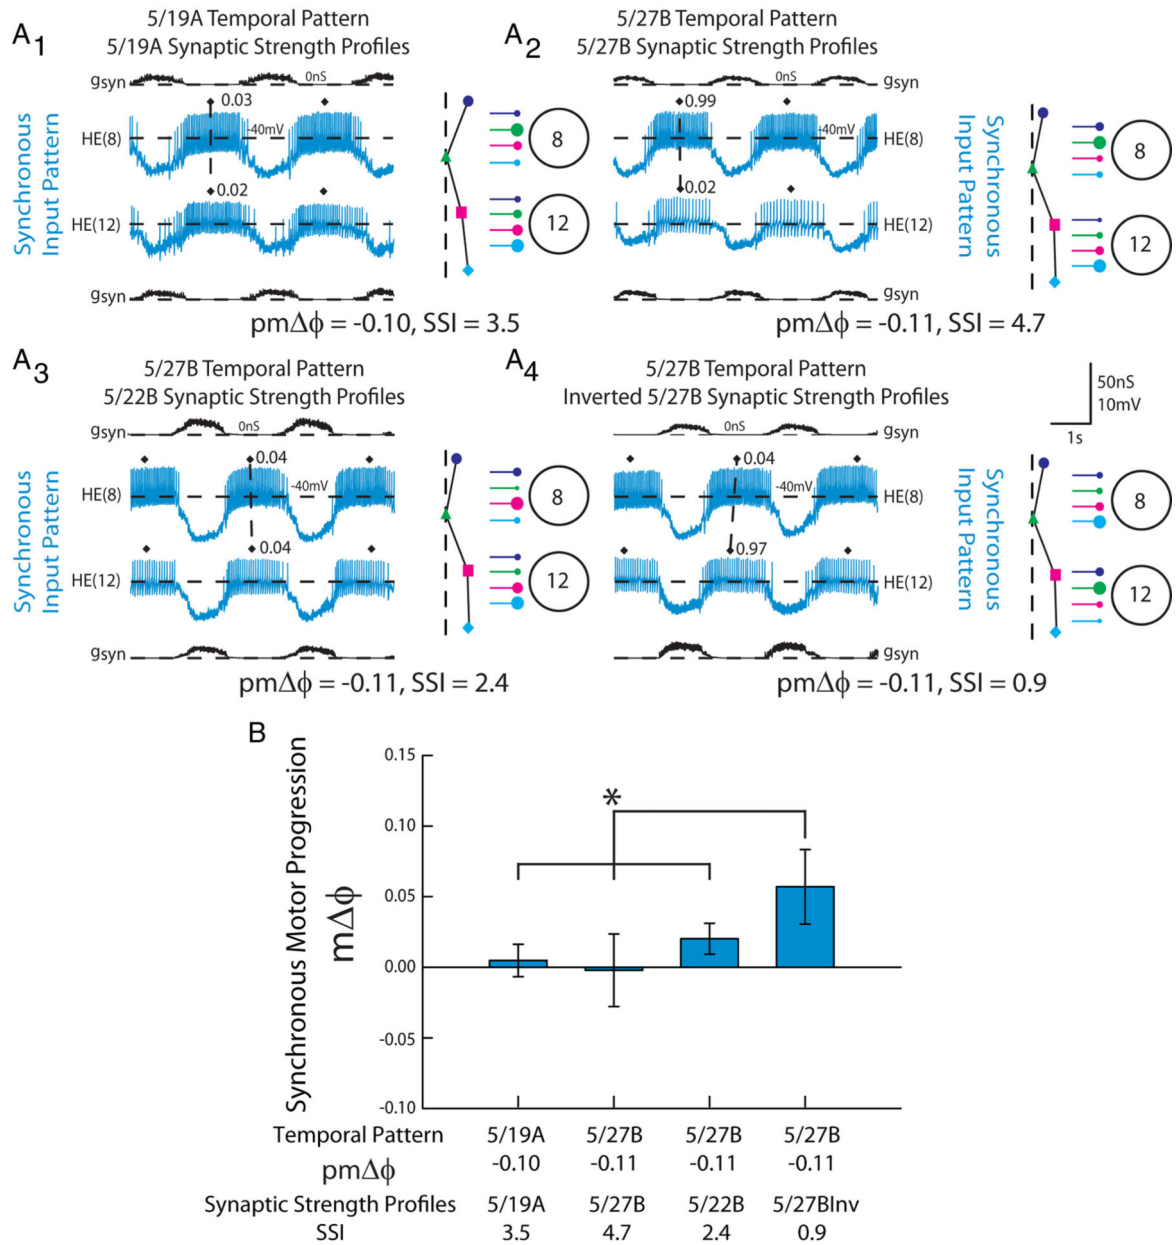 A1
5/19A Temporal Pattern
5/19A Synaptic Strength Profiles
gsyn
0nS
Synchronous
Input Pattern
HE(8)
0.03
-40mV
HE(12)
0.02
gsyn
8
12
pmΔϕ = -0.10, SSI = 3.5
A2
5/27B Temporal Pattern
5/27B Synaptic Strength Profiles
0nS
gsyn
0.99
-40mV
HE(8)
0.02
HE(12)
gsyn
Synchronous
Input Pattern
8
12
pmΔϕ = -0.11, SSI = 4.7
A3
5/27B Temporal Pattern
5/22B Synaptic Strength Profiles
gsyn
0nS
Synchronous
Input Pattern
HE(8)
0.04
-40mV
HE(12)
0.04
gsyn
8
12
pmΔϕ = -0.11, SSI = 2.4
A4
5/27B Temporal Pattern
Inverted 5/27B Synaptic Strength Profiles
50nS
10mV
1s
0nS
gsyn
0.04
-40mV
HE(8)
0.97
HE(12)
gsyn
Synchronous
Input Pattern
8
12
pmΔϕ = -0.11, SSI = 0.9
B
Synchronous Motor Progression
mΔϕ
0.15
0.10
0.05
0.00
-0.05
-0.10
*
Temporal Pattern 5/19A 5/27B 5/27B 5/27B
pmΔϕ -0.10 -0.11 -0.11 -0.11
Synaptic Strength Profiles 5/19A 5/27B 5/22B 5/27BInv
SSI 3.5 4.7 2.4 0.9